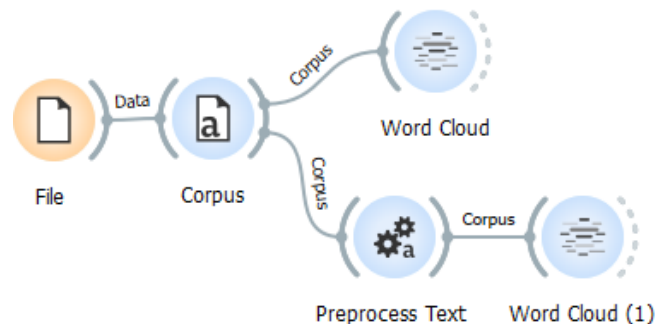 File
Data
a
Corpus
Corpus
Word Cloud
Corpus
a
Preprocess Text
Corpus
Word Cloud (1)